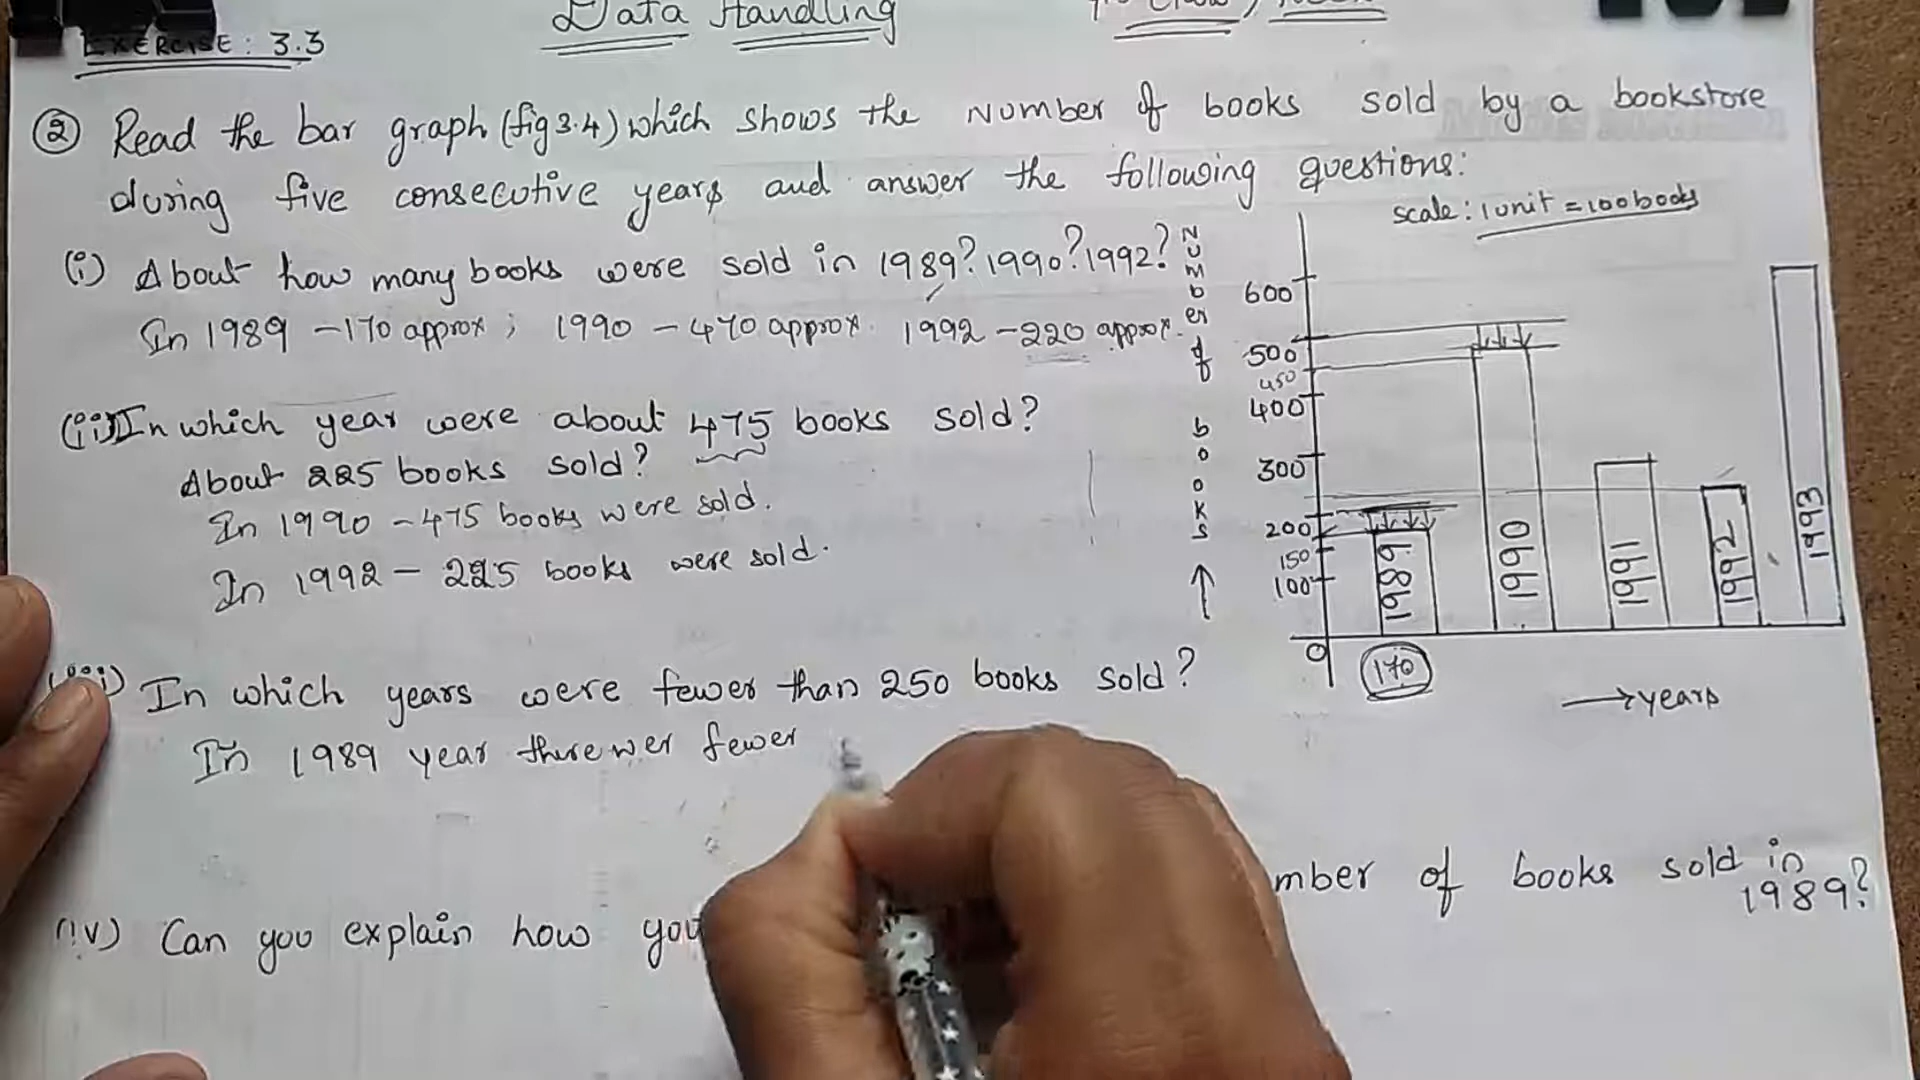 Data Handling
EXERCISE: 3.3
② Read the bar graph (fig 3.4) which shows the Number of books sold by a bookstore
during five consecutive years and answer the following questions:
scale: 1 unit = 100 books
(i) About how many books were sold in 1989? 1990? 1992?
In 1989 - 170 approx; 1990 - 470 approx. 1992 - 220 approx.
(ii) In which year were about 475 books sold?
About 225 books sold?
In 1990 - 475 books were sold.
In 1992 - 225 books were sold.
(iii) In which years were fewer than 250 books sold?
In 1989 year there wer fewer
(iv) Can you explain how you
mber of books sold in
1989?
Number of books
600
500
450
400
300
200
150
100
0
1989
1990
1991
1992
1993
170
years